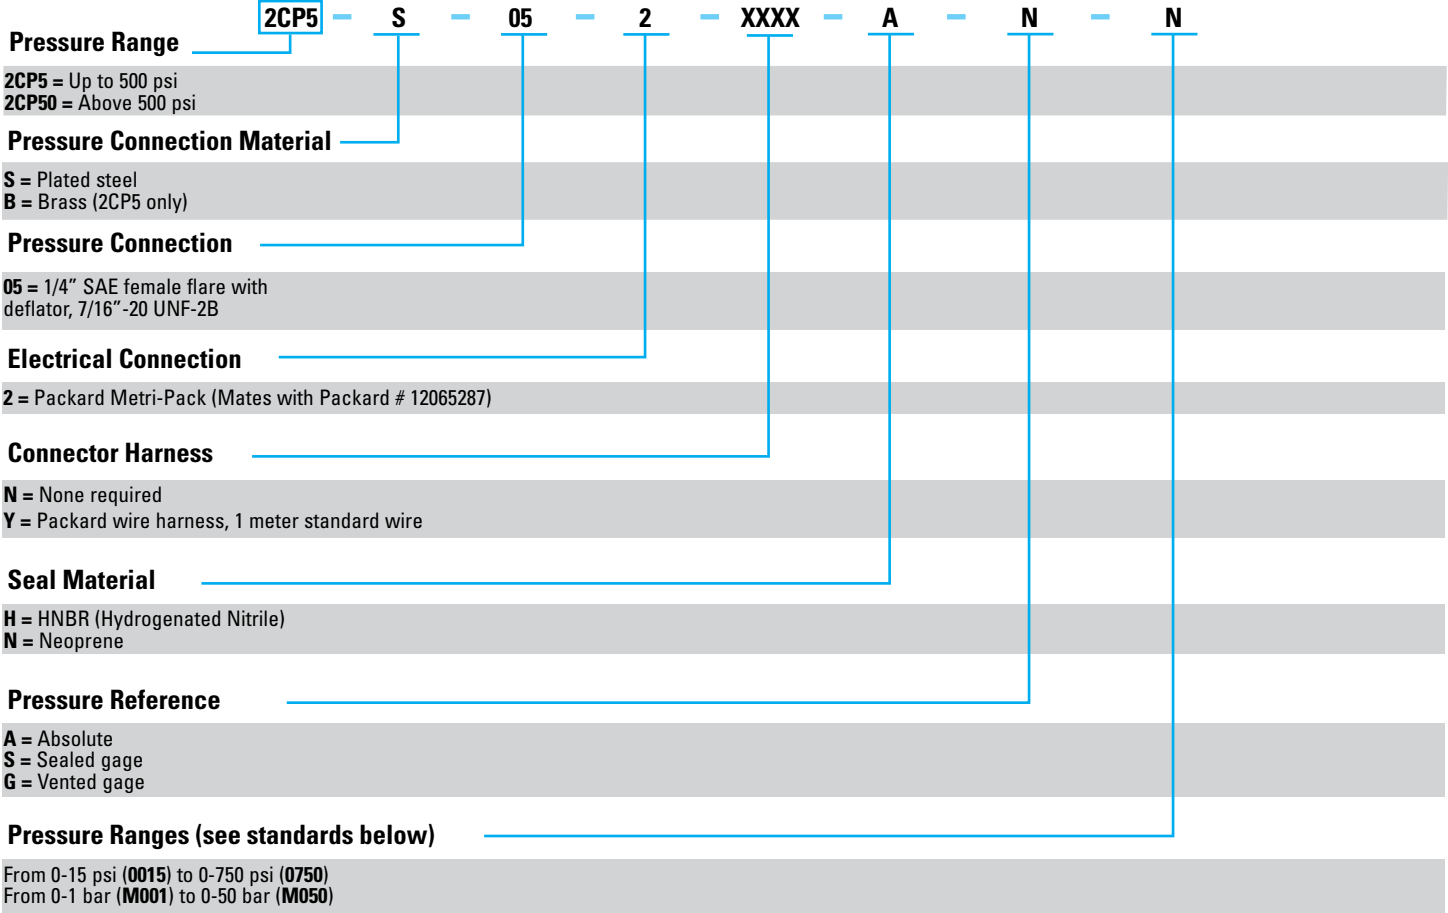 2CP5 – S – 05 – 2 – XXXX – A – N – N
Pressure Range
2CP5 = Up to 500 psi
2CP50 = Above 500 psi
Pressure Connection Material
S = Plated steel
B = Brass (2CP5 only)
Pressure Connection
05 = 1/4” SAE female flare with
deflator, 7/16”-20 UNF-2B
Electrical Connection
2 = Packard Metri-Pack (Mates with Packard # 12065287)
Connector Harness
N = None required
Y = Packard wire harness, 1 meter standard wire
Seal Material
H = HNBR (Hydrogenated Nitrile)
N = Neoprene
Pressure Reference
A = Absolute
S = Sealed gage
G = Vented gage
Pressure Ranges (see standards below)
From 0-15 psi (0015) to 0-750 psi (0750)
From 0-1 bar (M001) to 0-50 bar (M050)